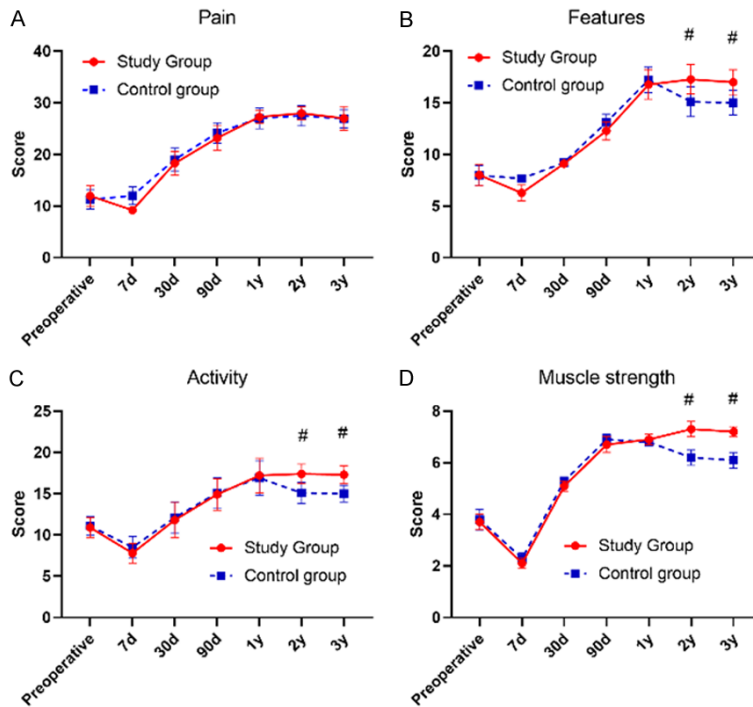 A
Pain
Score
40
30
20
10
0
Study Group
Control group
Preoperative
7d
30d
90d
1y
2y
3y
B
Features
Score
20
15
10
5
0
Study Group
Control group
#
#
Preoperative
7d
30d
90d
1y
2y
3y
C
Activity
Score
25
20
15
10
5
0
#
#
Study Group
Control group
Preoperative
7d
30d
90d
1y
2y
3y
D
Muscle strength
Score
8
6
4
2
0
#
#
Study Group
Control group
Preoperative
7d
30d
90d
1y
2y
3y